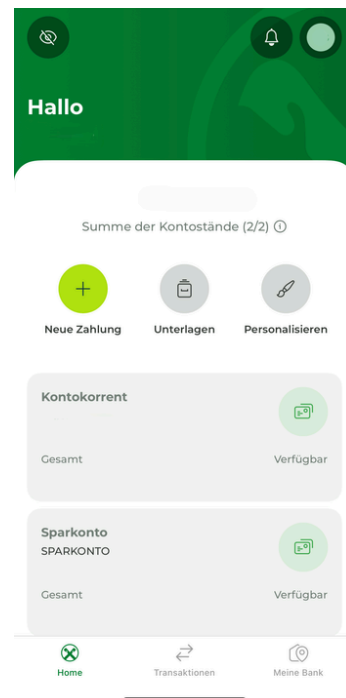 Hallo
Summe der Kontostände (2/2)
Neue Zahlung
Unterlagen
Personalisieren
Kontokorrent
Gesamt
Verfügbar
Sparkonto
SPARKONTO
Gesamt
Verfügbar
Home
Transaktionen
Meine Bank